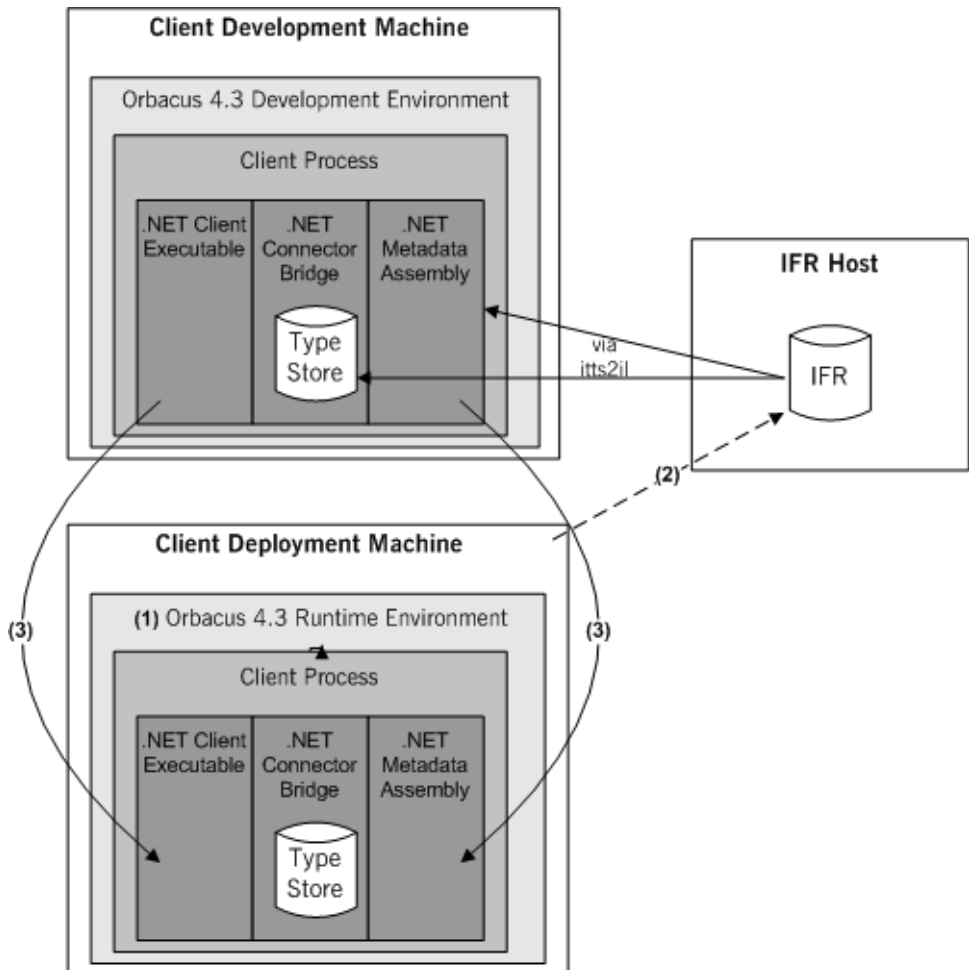 Client Development Machine
Orbacus 4.3 Development Environment
Client Process
.NET Client
Executable
.NET
Connector
Bridge
.NET
Metadata
Assembly
Type
Store
IFR Host
IFR
via
itts2il
(2)
(3)
(3)
Client Deployment Machine
(1) Orbacus 4.3 Runtime Environment
Client Process
.NET Client
Executable
.NET
Connector
Bridge
.NET
Metadata
Assembly
Type
Store